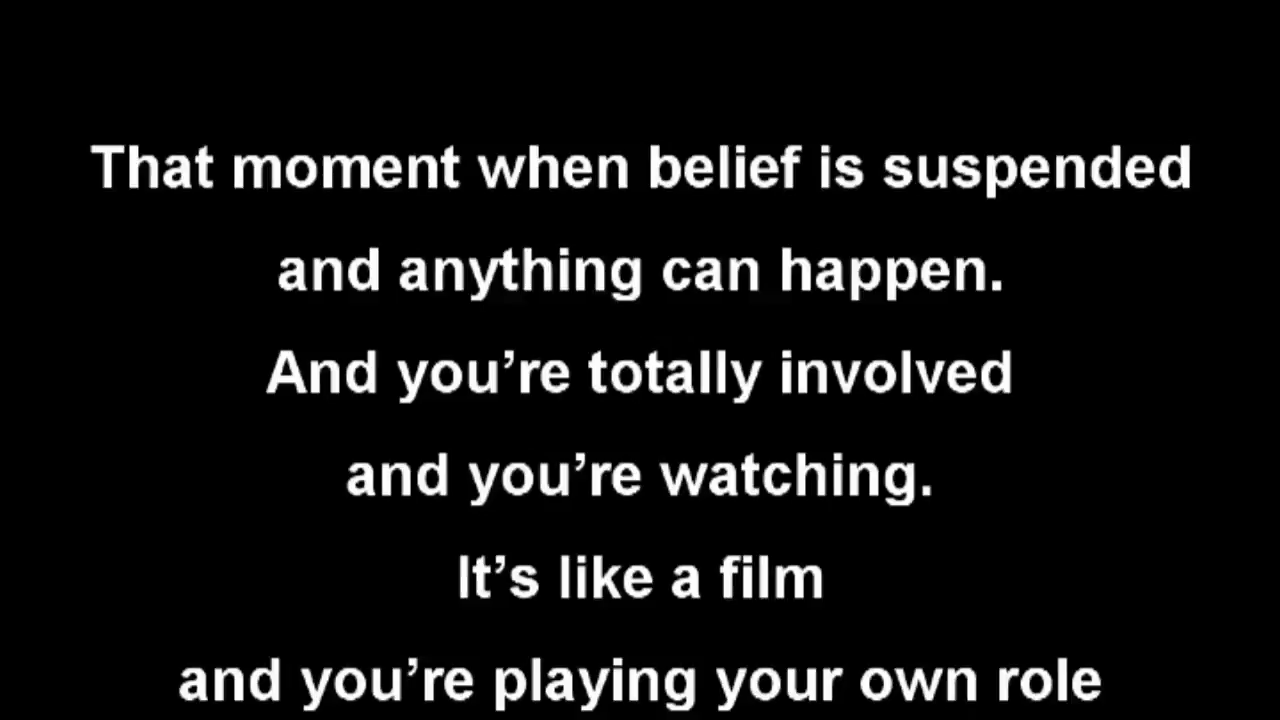 That moment when belief is suspended
and anything can happen.
And you’re totally involved
and you’re watching.
It’s like a film
and you’re playing your own role